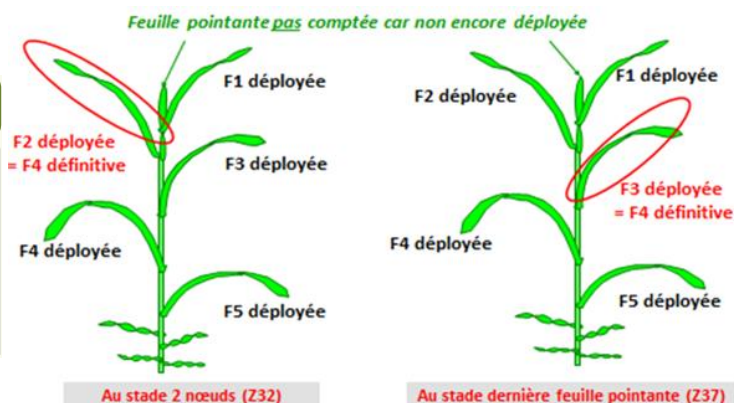 Feuille pointante pas comptée car non encore déployée
F1 déployée
F2 déployée
= F4 définitive
F3 déployée
F4 déployée
F5 déployée
Au stade 2 nœuds (Z32)
F1 déployée
F2 déployée
F3 déployée
= F4 définitive
F4 déployée
F5 déployée
Au stade dernière feuille pointante (Z37)